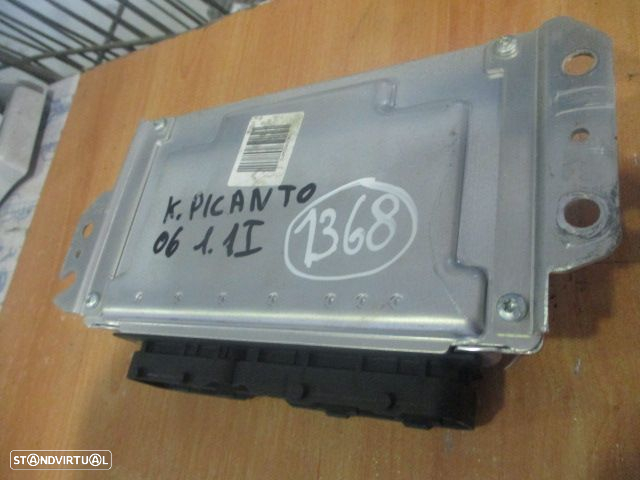 K. PICANTO
06 1.1I
1368
STANDVIRTUAL